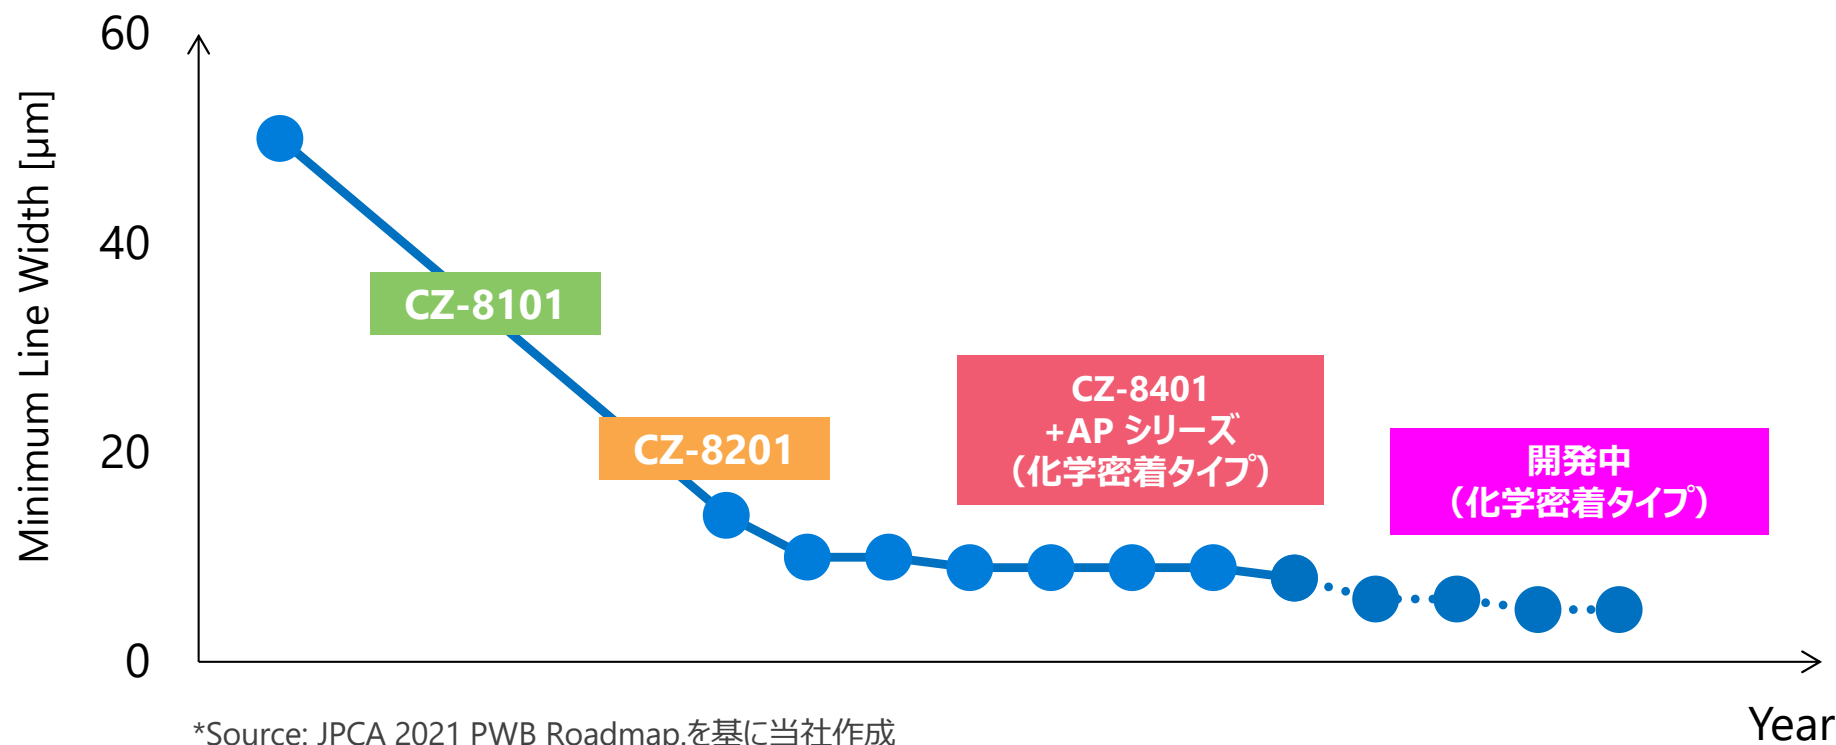 60
40
20
0
Minimum Line Width [μm]
CZ-8101
CZ-8201
CZ-8401
+AP シリーズ
（化学密着タイプ）
開発中
（化学密着タイプ）
Year
*Source: JPCA 2021 PWB Roadmap.を基に当社作成